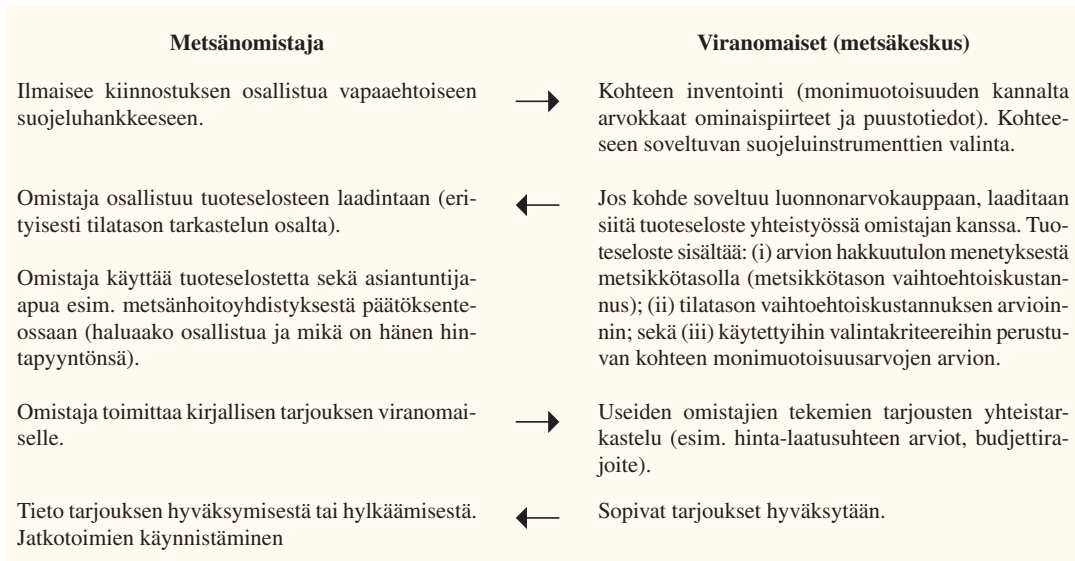 Metsänomistaja
Viranomaiset (metsäkeskus)
Ilmaisee kiinnostuksen osallistua vapaaehtoiseen
suojeluhankkeeseen.
Kohteen inventointi (monimuotoisuuden kannalta
arvokkaat ominaispiirteet ja puustotiedot). Kohtee-
seen soveltuvan suojeluinstrumenttien valinta.
Omistaja osallistuu tuoteselosteen laadintaan (eri-
tyisesti tilatason tarkastelun osalta).
Omistaja käyttää tuoteselostetta sekä asiantuntija-
apua esim. metsänhoitoyhdistyksestä päätöksente-
ossaan (haluaako osallistua ja mikä on hänen hin-
tapyyntönsä).
Jos kohde soveltuu luonnonarvokauppaan, laaditaan
siitä tuoteseloste yhteistyössä omistajan kanssa. Tuo-
teseloste sisältää: (i) arvion hakkuutulon menetyksestä
metsikkötasolla (metsikkötason vaihtoehtoiskustan-
nus); (ii) tilatason vaihtoehtoiskustannuksen arvioin-
nin; sekä (iii) käytettyihin valintakriteereihin perustu-
van kohteen monimuotoisuusarvojen arvion.
Omistaja toimittaa kirjallisen tarjouksen viranomai-
selle.
Useiden omistajien tekemien tarjousten yhteistar-
kastelu (esim. hinta-laatusuhteen arviot, budjettira-
joite).
Tieto tarjouksen hyväksymisestä tai hylkäämisestä.
Jatkotoimien käynnistäminen
Sopivat tarjoukset hyväksytään.